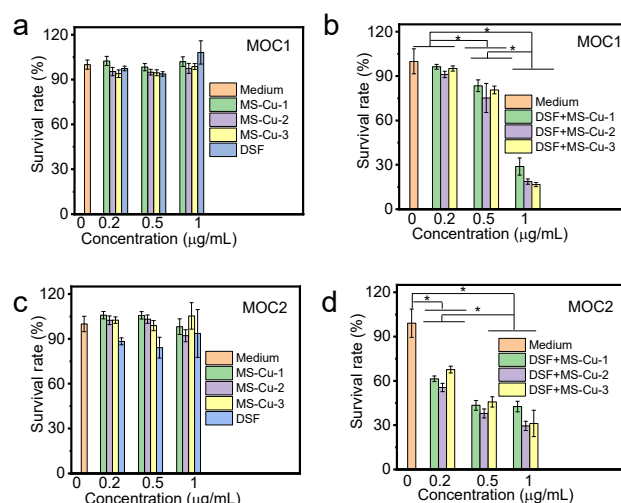 a
MOC1
Survival rate (%)
120
90
60
30
0
Medium
MS-Cu-1
MS-Cu-2
MS-Cu-3
DSF
0 0.2 0.5 1
Concentration (μg/mL)
b
MOC1
* * *
Survival rate (%)
120
90
60
30
0
Medium
DSF+MS-Cu-1
DSF+MS-Cu-2
DSF+MS-Cu-3
0 0.2 0.5 1
Concentration (μg/mL)
c
MOC2
Survival rate (%)
120
90
60
30
0
Medium
MS-Cu-1
MS-Cu-2
MS-Cu-3
DSF
0 0.2 0.5 1
Concentration (μg/mL)
d
MOC2
* * *
Survival rate (%)
120
90
60
30
0
Medium
DSF+MS-Cu-1
DSF+MS-Cu-2
DSF+MS-Cu-3
0 0.2 0.5 1
Concentration (μg/mL)